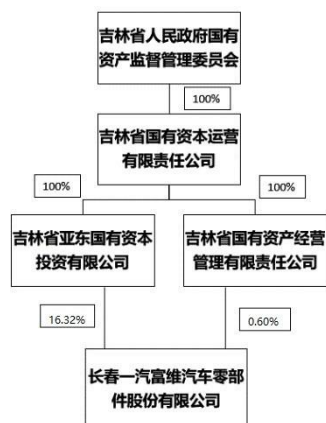 吉林省人民政府国有
资产监督管理委员会
100%
吉林省国有资本运营
有限责任公司
100%
100%
吉林省亚东国有资本
投资有限公司
吉林省国有资产经营
管理有限责任公司
16.32%
0.60%
长春一汽富维汽车零部
件股份有限公司